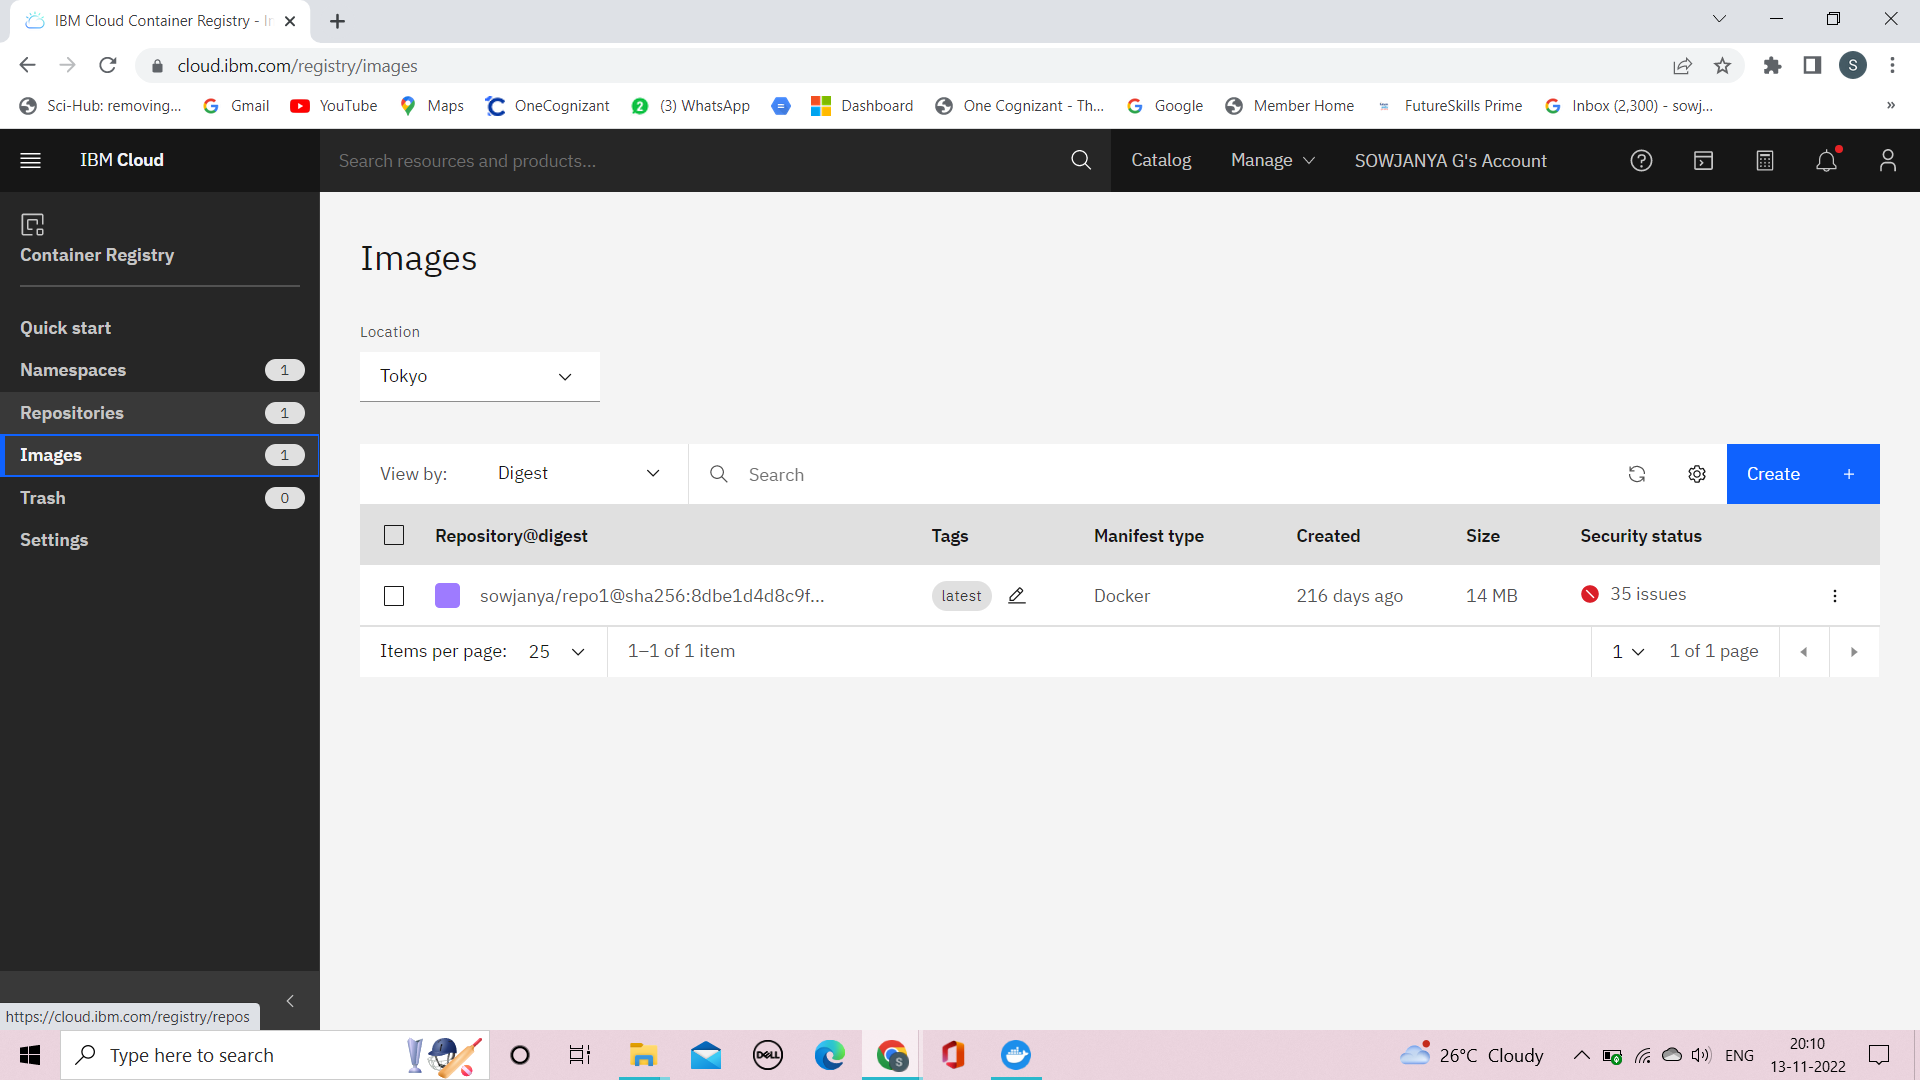 IBM Cloud Container Registry - In
cloud.ibm.com/registry/images
S
Sci-Hub: removing...
Gmail
YouTube
Maps
OneCognizant
2
(3) WhatsApp
Dashboard
One Cognizant - Th...
Google
Member Home
FutureSkills Prime
Inbox (2,300) - sowj...
»
IBM Cloud
Search resources and products...
Catalog
Manage
SOWJANYA G's Account
Container Registry
Quick start
Namespaces 1
Repositories 1
Images 1
Trash 0
Settings
Images
Location
Tokyo
View by: Digest
Search
Create +
Repository@digest Tags Manifest type Created Size Security status
sowjanya/repo1@sha256:8dbe1d4d8c9f... latest Docker 216 days ago 14 MB 35 issues
Items per page: 25 1–1 of 1 item 1 1 of 1 page
https://cloud.ibm.com/registry/repos
Type here to search
DELL
S
26°C Cloudy
ENG
20:10
13-11-2022